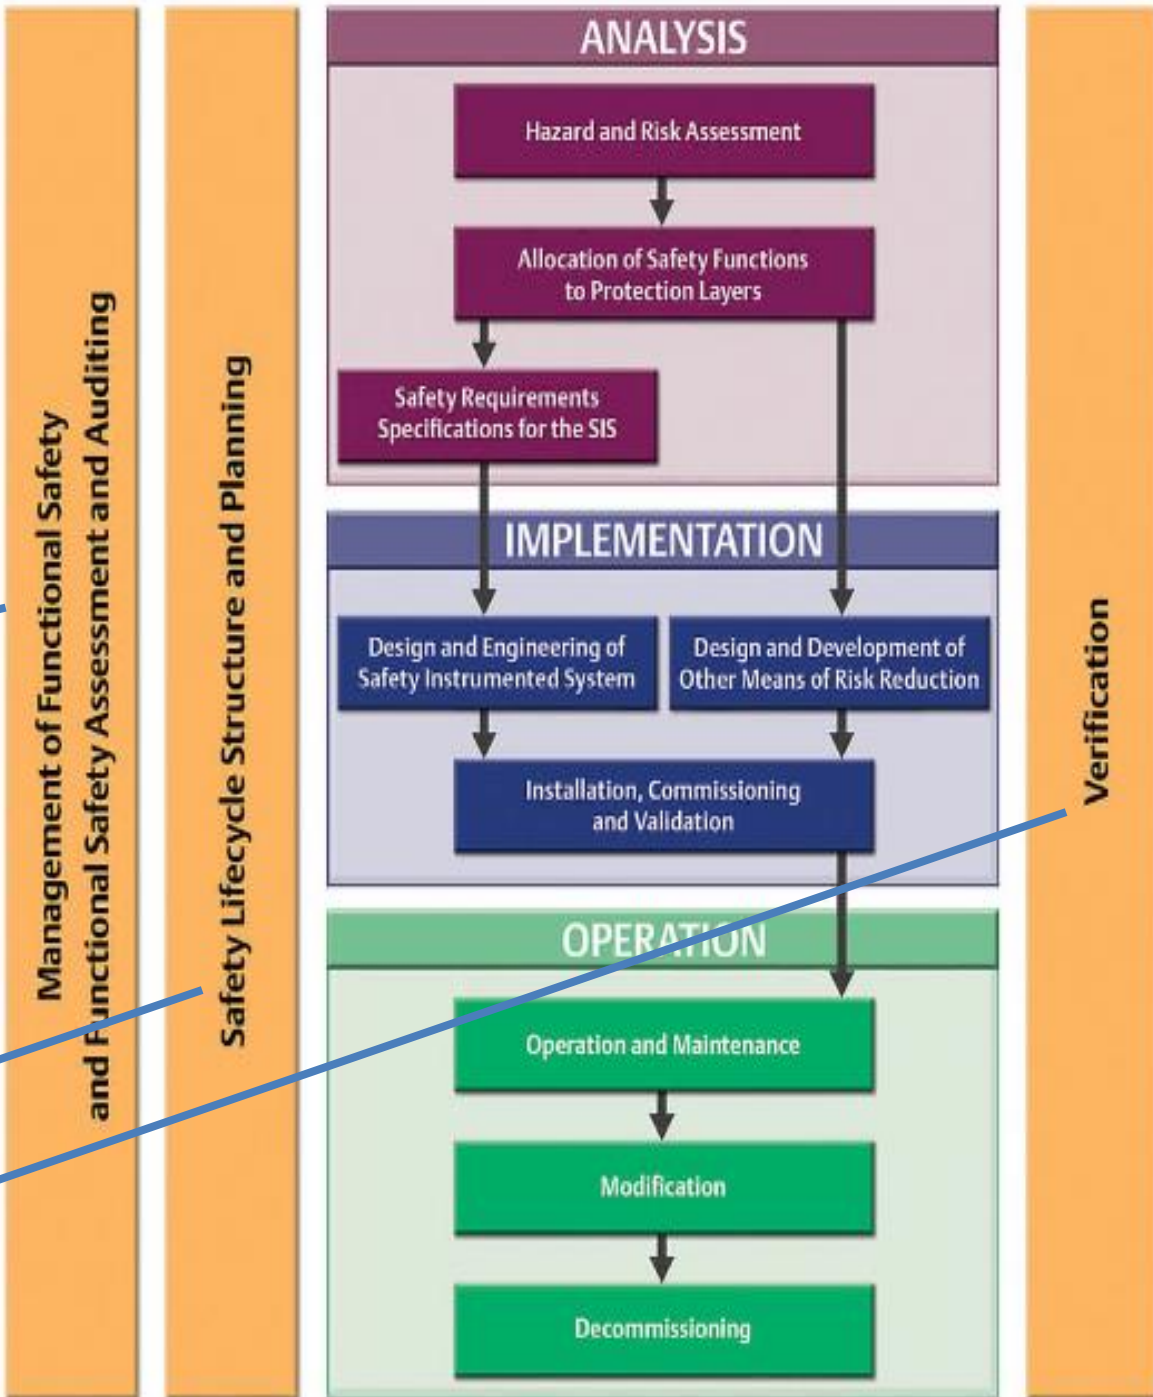 Management of Functional Safety
and Functional Safety Assessment and Auditing
Safety Lifecycle Structure and Planning
ANALYSIS
Hazard and Risk Assessment
Allocation of Safety Functions
to Protection Layers
Safety Requirements
Specifications for the SIS
IMPLEMENTATION
Design and Engineering of
Safety Instrumented System
Design and Development of
Other Means of Risk Reduction
Installation, Commissioning
and Validation
OPERATION
Operation and Maintenance
Modification
Decommissioning
Verification